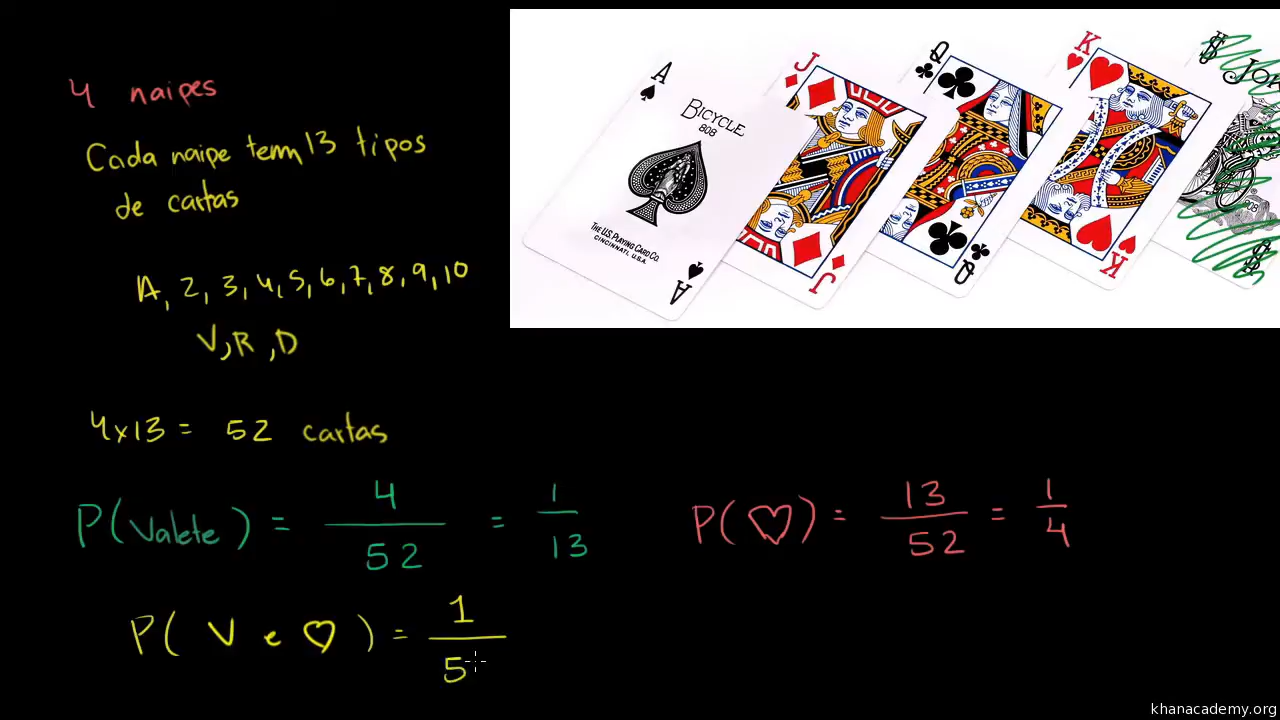 4 naipes
Cada naipe tem 13 tipos
de cartas
A, 2, 3, 4, 5, 6, 7, 8, 9, 10
V, R, D
4x13 = 52 cartas
P(Valete) = 4/52 = 1/13
P(♡) = 13/52 = 1/4
P(V e ♡) = 1/5
A
BICYCLE
808
THE U.S. PLAYING CARD CO.
CINCINNATI, U.S.A.
A
J
J
Q
Q
K
K
khanacademy.org